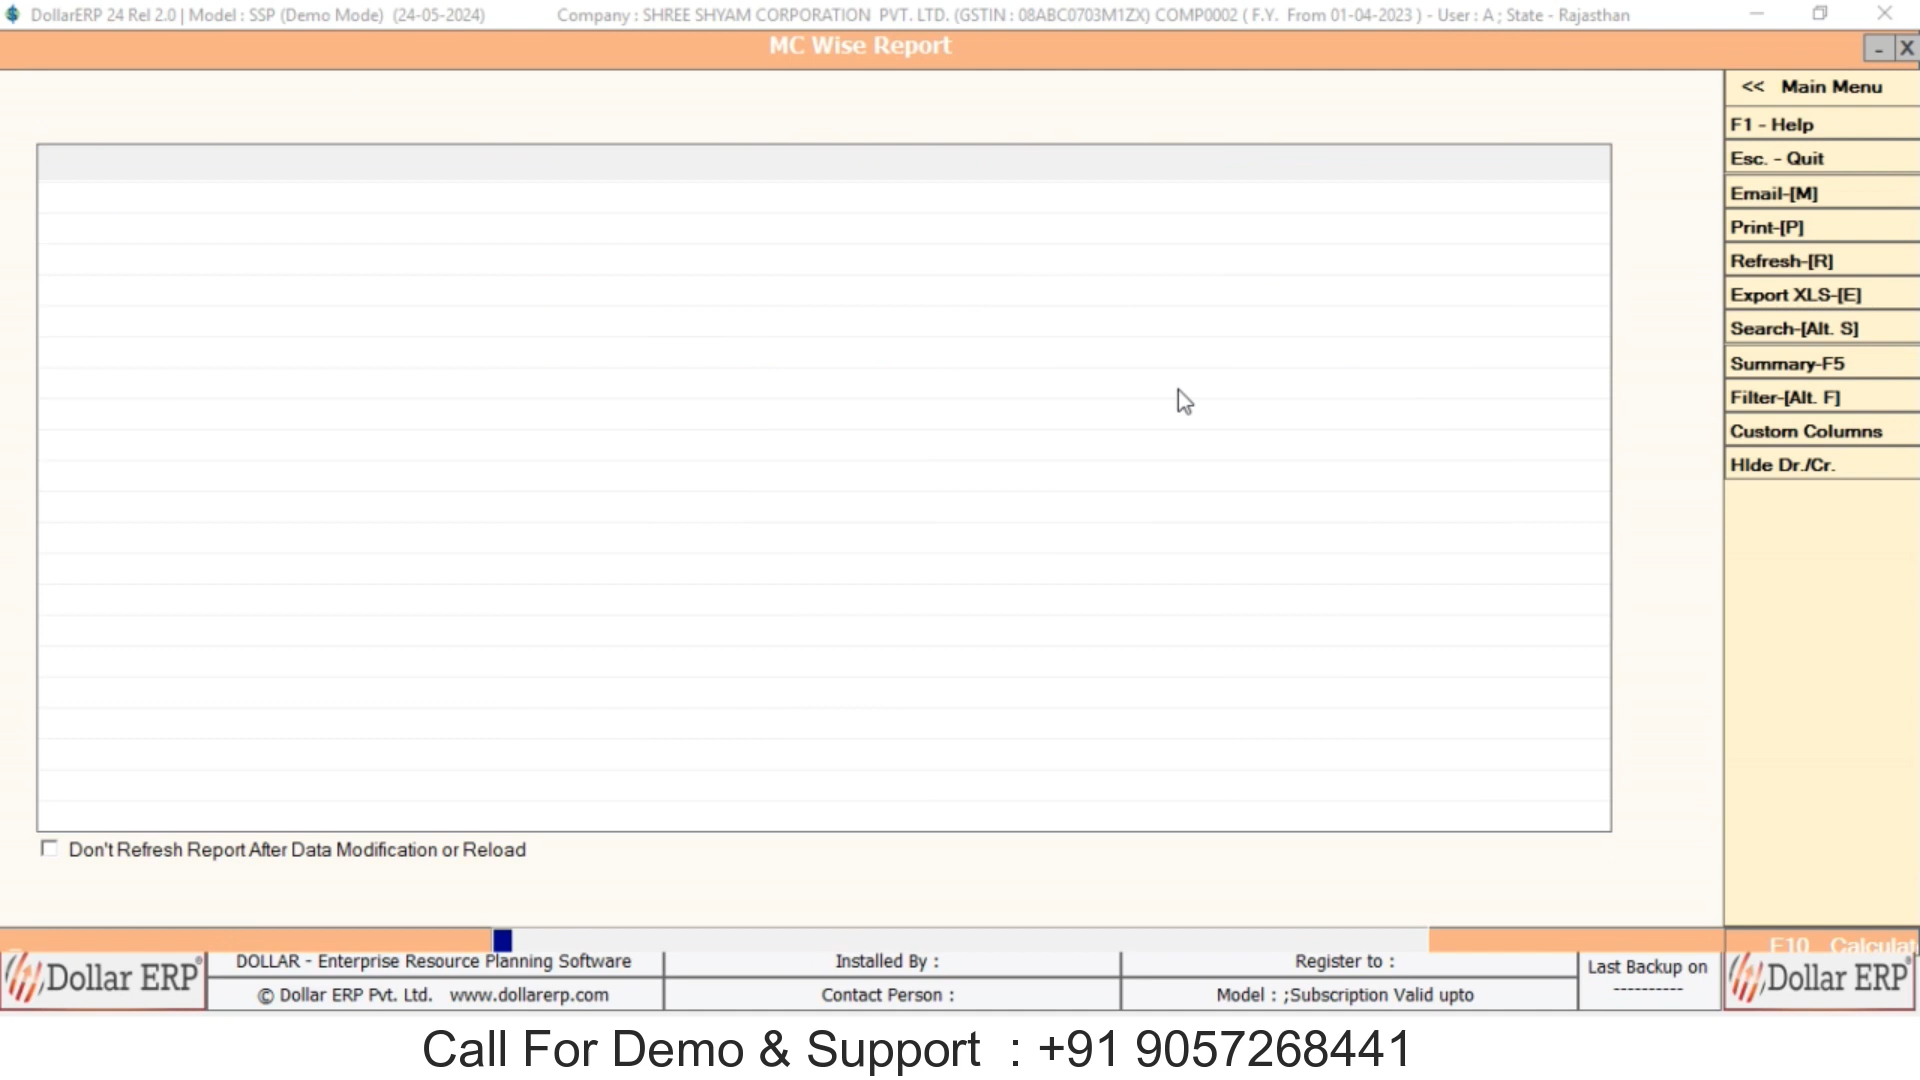 DollarERP 24 Rel 2.0 | Model : SSP (Demo Mode) (24-05-2024) Company : SHREE SHYAM CORPORATION PVT. LTD. (GSTIN : 08ABC0703M1ZX) COMP0002 ( F.Y. From 01-04-2023 ) - User : A ; State - Rajasthan
MC Wise Report
- X
<< Main Menu
F1 - Help
Esc. - Quit
Email-[M]
Print-[P]
Refresh-[R]
Export XLS-[E]
Search-[Alt. S]
Summary-F5
Filter-[Alt. F]
Custom Columns
HIde Dr./Cr.
Don't Refresh Report After Data Modification or Reload
F10 Calculat
Dollar ERP®
DOLLAR - Enterprise Resource Planning Software
© Dollar ERP Pvt. Ltd. www.dollarerp.com
Installed By :
Contact Person :
Register to :
Model : ;Subscription Valid upto
Last Backup on
----------
Dollar ERP®
Call For Demo & Support : +91 9057268441